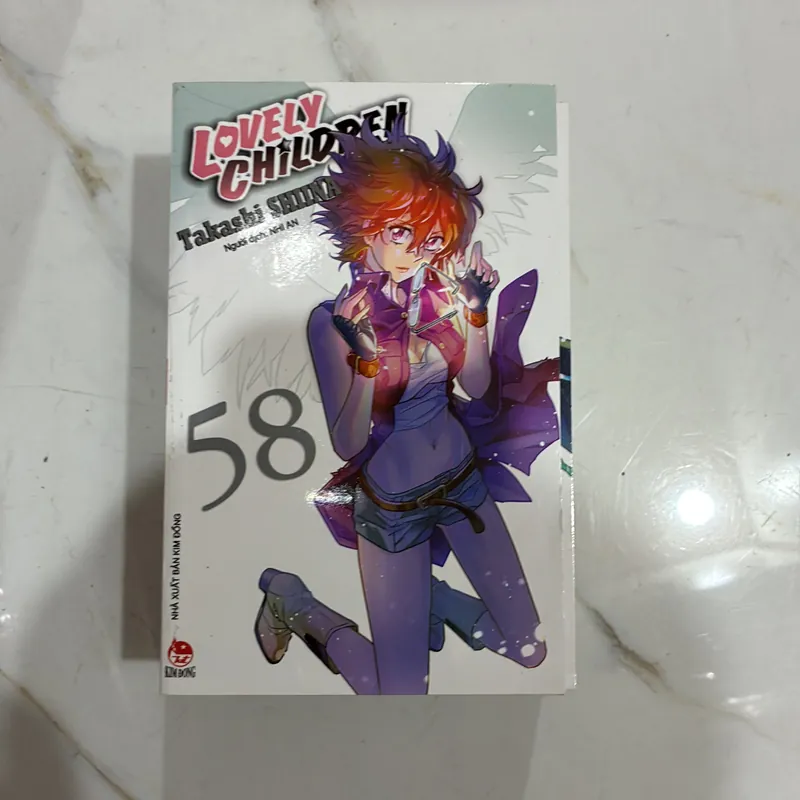 LOVELY
CHILDREN
Takashi SHIINA
Người dịch: NHI AN
58
NHÀ XUẤT BẢN KIM ĐỒNG
KIM ĐỒNG